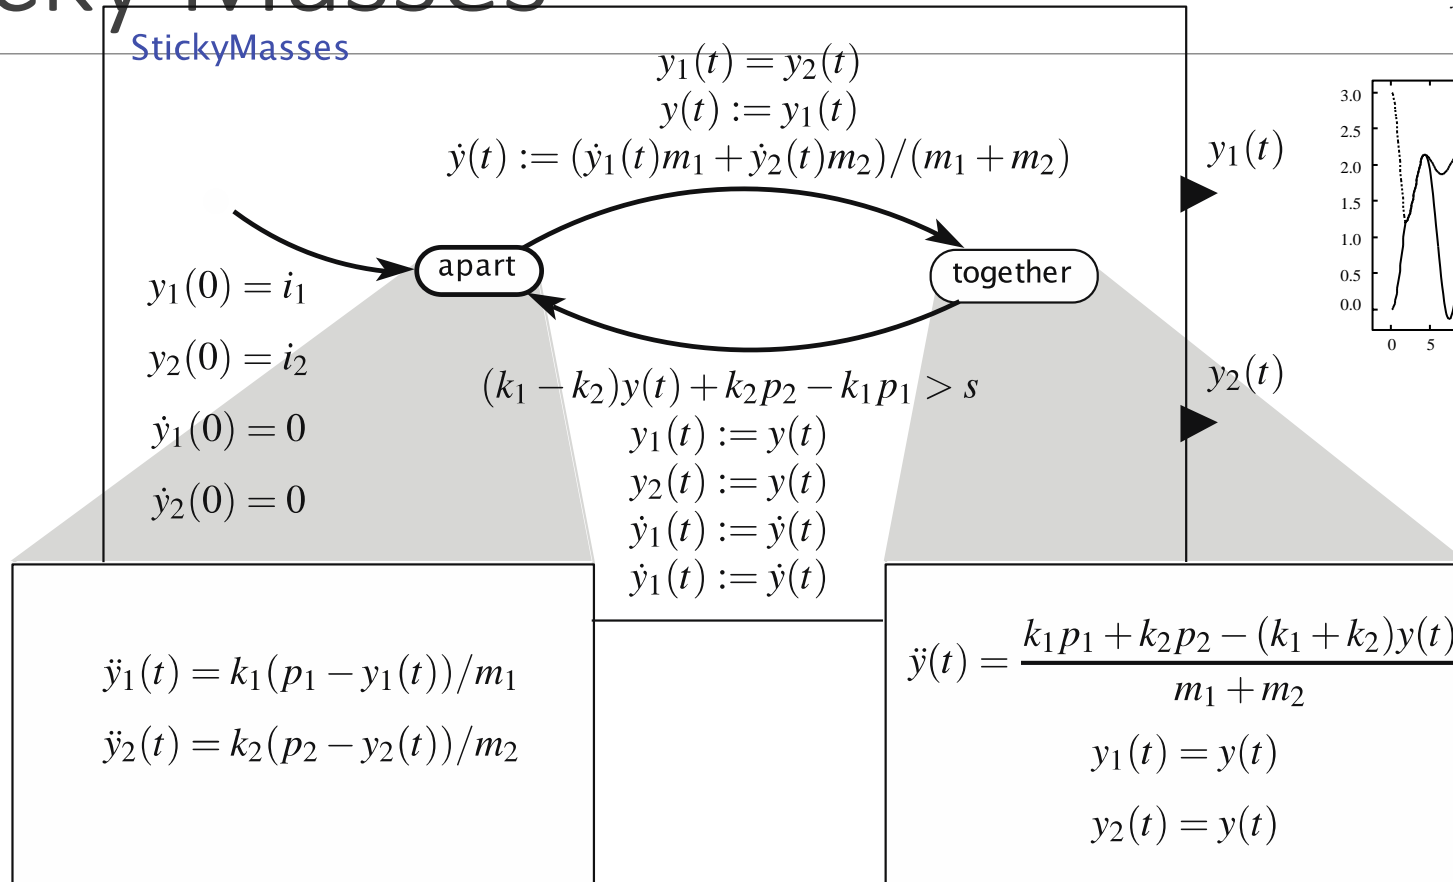 StickyMasses
y₁(t) = y₂(t)
y(t) := y₁(t)
ẏ(t) := (ẏ₁(t)m₁ + ẏ₂(t)m₂)/(m₁ + m₂)
y₁(t)
3.0
2.5
2.0
1.5
1.0
0.5
0.0
0 5
apart
together
y₁(0) = i₁
y₂(0) = i₂
ẏ₁(0) = 0
ẏ₂(0) = 0
(k₁ − k₂)y(t) + k₂p₂ − k₁p₁ > s
y₁(t) := y(t)
y₂(t) := y(t)
ẏ₁(t) := ẏ(t)
ẏ₁(t) := ẏ(t)
y₂(t)
ÿ₁(t) = k₁(p₁ − y₁(t))/m₁
ÿ₂(t) = k₂(p₂ − y₂(t))/m₂
ÿ(t) = k₁p₁ + k₂p₂ − (k₁ + k₂)y(t)
m₁ + m₂
y₁(t) = y(t)
y₂(t) = y(t)